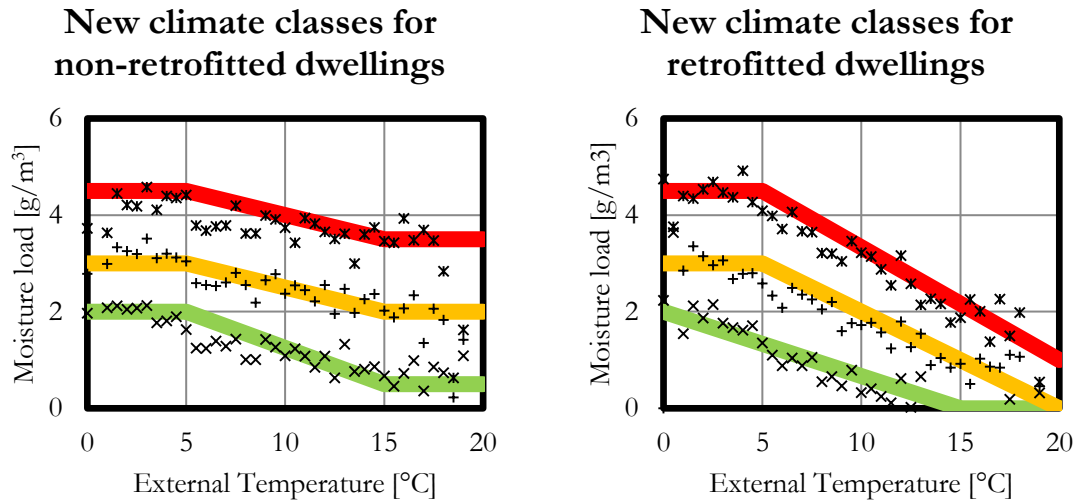 New climate classes for
non-retrofitted dwellings
6
4
2
0
0
5
10
15
20
Moisture load [g/m³]
External Temperature [°C]
New climate classes for
retrofitted dwellings
6
4
2
0
0
5
10
15
20
Moisture load [g/m3]
External Temperature [°C]